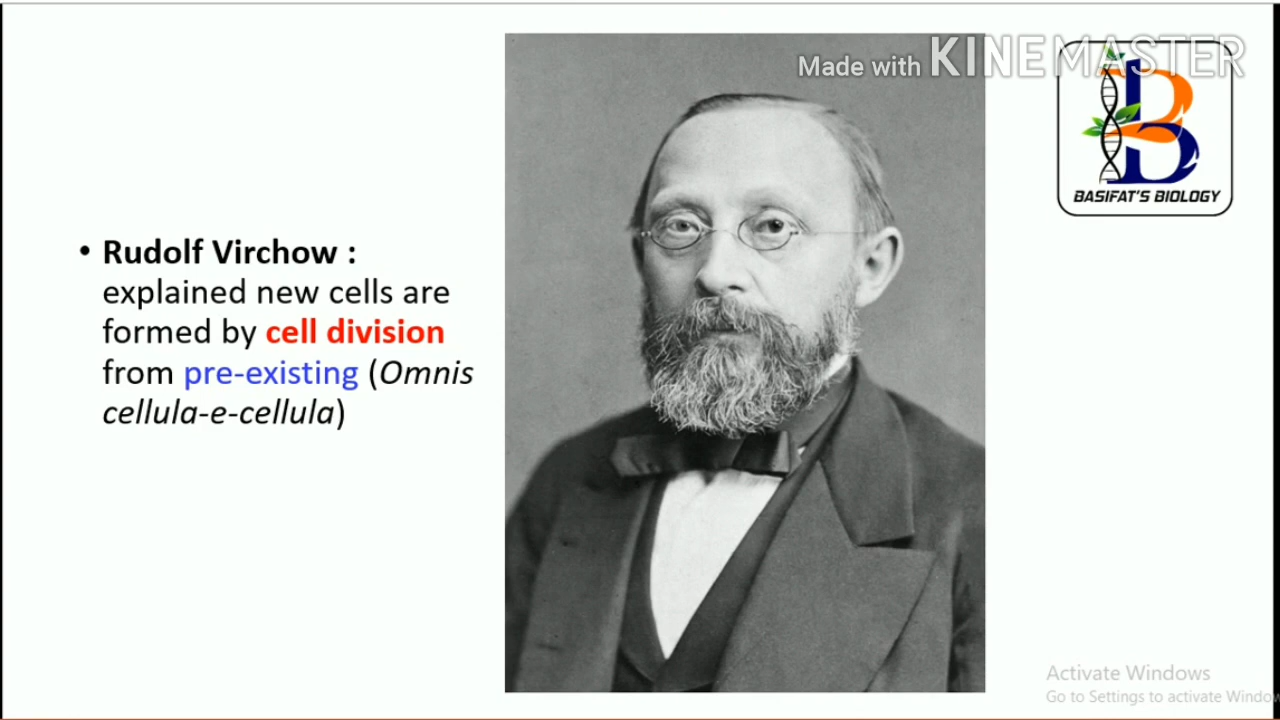 Made with KINEMASTER
BASIFAT'S BIOLOGY
• Rudolf Virchow :
explained new cells are
formed by cell division
from pre-existing (Omnis
cellula-e-cellula)
Activate Windows
Go to Settings to activate Window